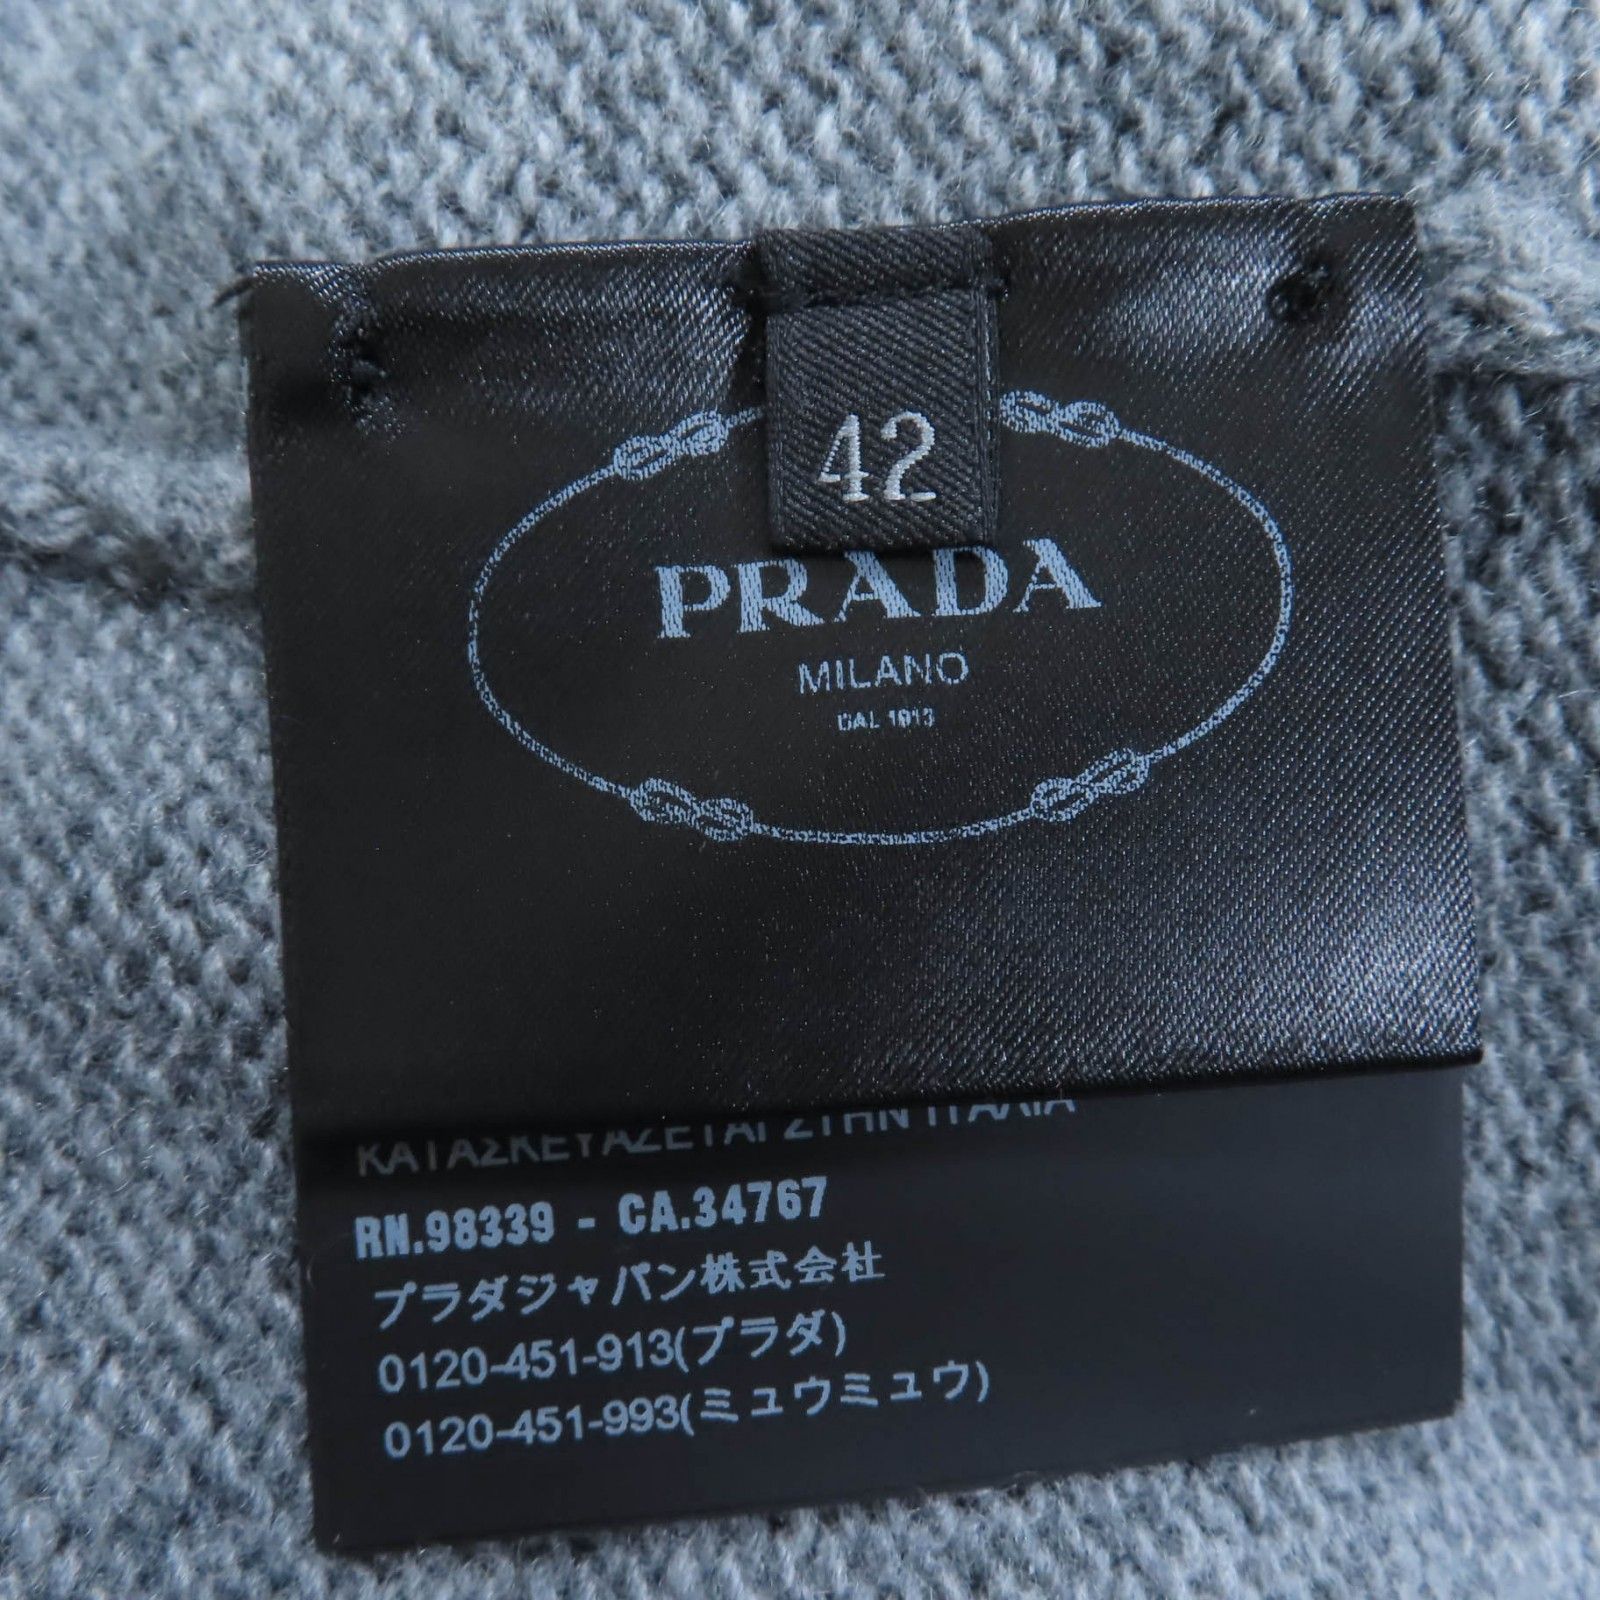 42
PRADA
MILANO
DAL 1913
ΚΑΤΑΣΚΕΥΑΖΕΤΑΙ ΣΤΗΝ ΙΤΑΛΙΑ
RN.98339 - CA.34767
プラダジャパン株式会社
0120-451-913(プラダ)
0120-451-993(ミュウミュウ)